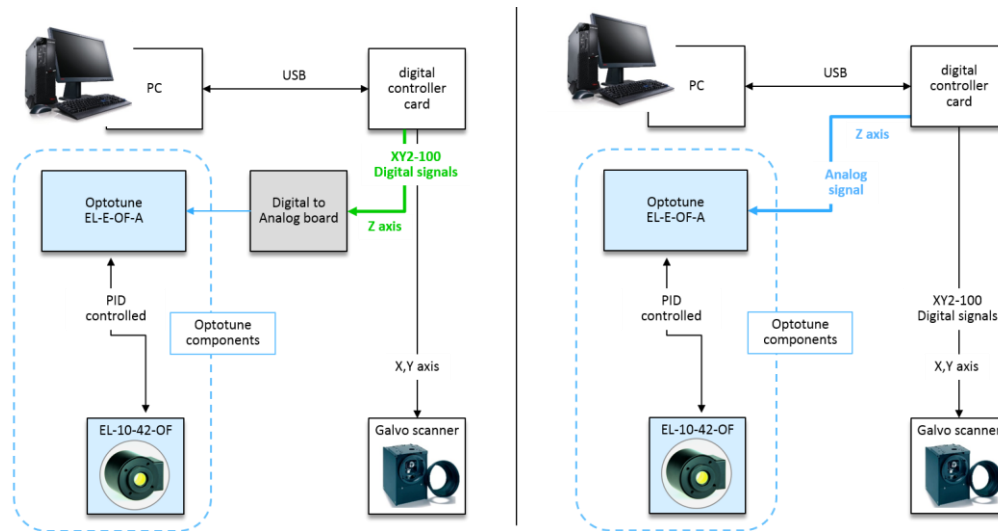 PC
USB
digital
controller
card
XY2-100
Digital signals
Z axis
Optotune
EL-E-OF-A
Digital to
Analog board
PID
controlled
Optotune
components
X,Y axis
EL-10-42-OF
Galvo scanner
PC
USB
digital
controller
card
Z axis
Analog
signal
Optotune
EL-E-OF-A
PID
controlled
Optotune
components
XY2-100
Digital signals
X,Y axis
EL-10-42-OF
Galvo scanner